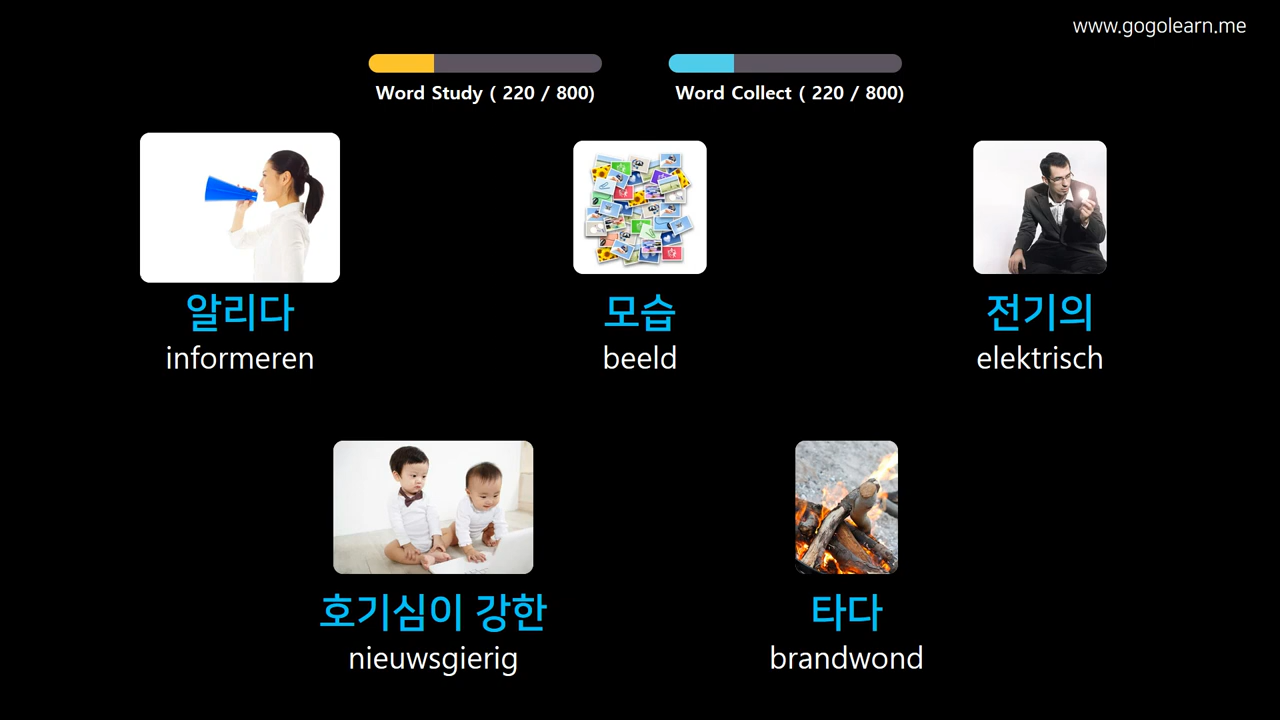 www.gogolearn.me
Word Study ( 220 / 800)
Word Collect ( 220 / 800)
알리다
informeren
모습
beeld
전기의
elektrisch
호기심이 강한
nieuwsgierig
타다
brandwond